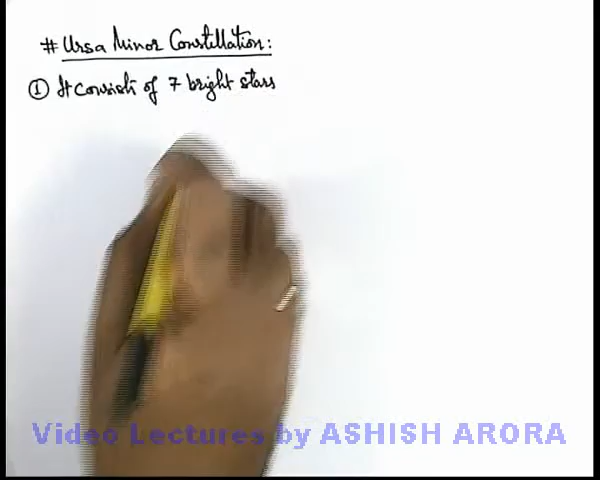 # Ursa Minor Constellation:
① It consists of 7 bright stars
Video Lectures by ASHISH ARORA